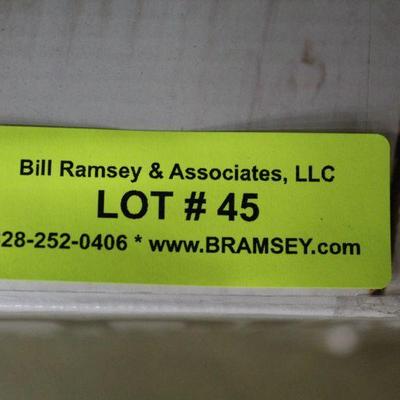 Bill Ramsey & Associates, LLC
LOT # 45
28-252-0406 * www.BRAMSEY.com